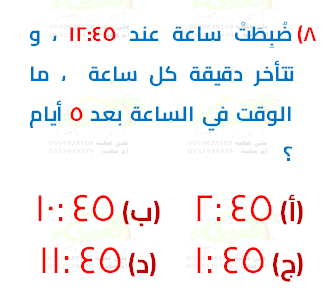 ٨) ضُبِطَتْ ساعة عند ١٢:٤٥ ، و
تتأخر دقيقة كل ساعة ، ما
الوقت في الساعة بعد ٥ أيام
؟
(أ) ٢:٤٥ (ب) ١٠:٤٥
(ج) ١:٤٥ (د) ١١:٤٥